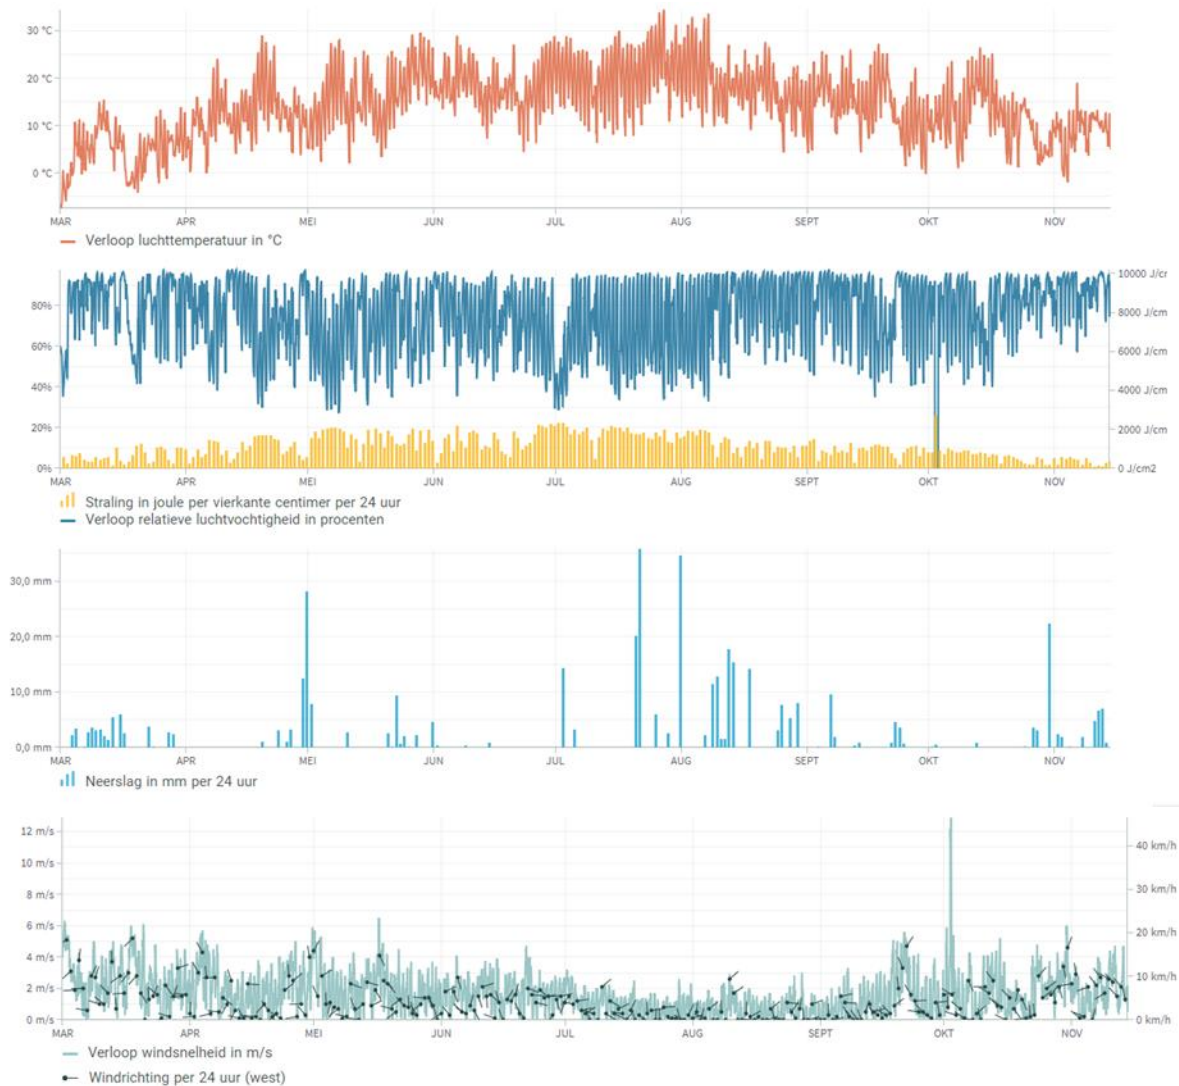 30 °C
20 °C
10 °C
0 °C
MAR APR MEI JUN JUL AUG SEPT OKT NOV
Verloop luchttemperatuur in °C
10000 J/cr
80% 8000 J/cm
60% 6000 J/cm
40% 4000 J/cm
20% 2000 J/cm
0% 0 J/cm2
MAR APR MEI JUN JUL AUG SEPT OKT NOV
Straling in joule per vierkante centimer per 24 uur
Verloop relatieve luchtvochtigheid in procenten
30,0 mm
20,0 mm
10,0 mm
0,0 mm
MAR APR MEI JUN JUL AUG SEPT OKT NOV
Neerslag in mm per 24 uur
12 m/s
40 km/h
10 m/s
30 km/h
8 m/s
6 m/s 20 km/h
4 m/s
10 km/h
2 m/s
0 m/s 0 km/h
MAR APR MEI JUN JUL AUG SEPT OKT NOV
Verloop windsnelheid in m/s
Windrichting per 24 uur (west)